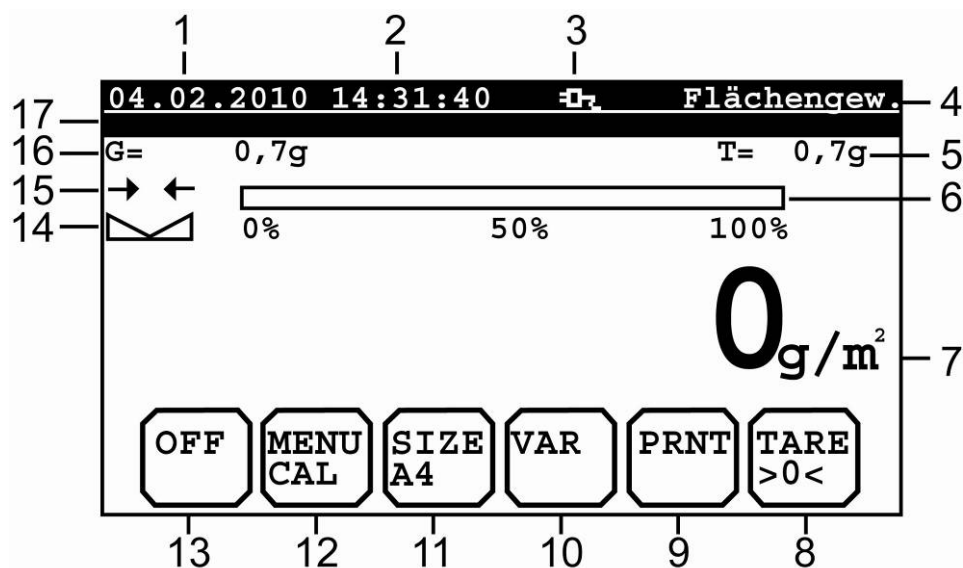 1 2 3
04.02.2010 14:31:40 Flächengew. 4
17
16 G= 0,7g T= 0,7g 5
15 6
14 0% 50% 100%
0g/m² 7
OFF MENU SIZE VAR PRNT TARE
CAL A4 >0<
13 12 11 10 9 8